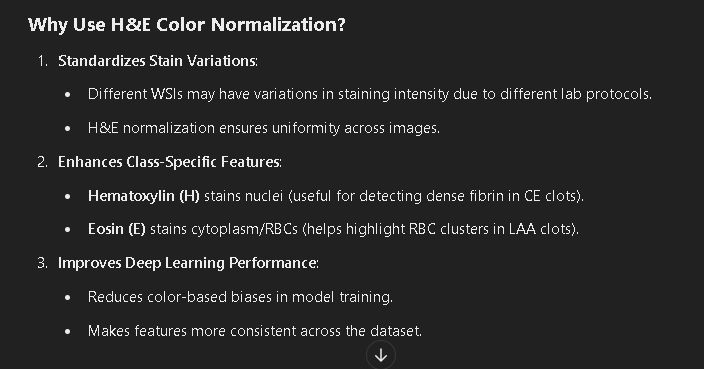 Why Use H&E Color Normalization?
1. Standardizes Stain Variations:
• Different WSIs may have variations in staining intensity due to different lab protocols.
• H&E normalization ensures uniformity across images.
2. Enhances Class-Specific Features:
• Hematoxylin (H) stains nuclei (useful for detecting dense fibrin in CE clots).
• Eosin (E) stains cytoplasm/RBCs (helps highlight RBC clusters in LAA clots).
3. Improves Deep Learning Performance:
• Reduces color-based biases in model training.
• Makes features more consistent across the dataset.